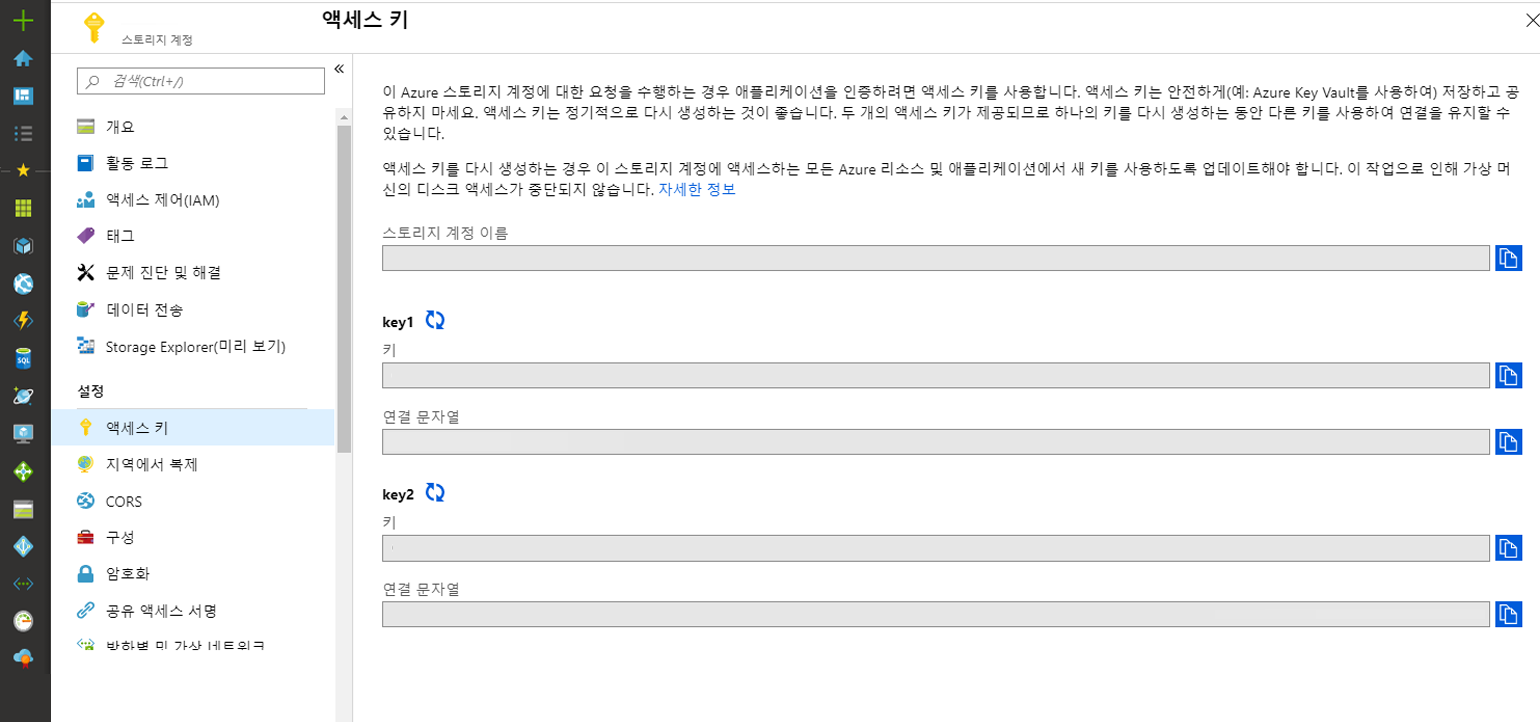 액세스 키
스토리지 계정
검색(Ctrl+/)
«
개요
활동 로그
액세스 제어(IAM)
태그
문제 진단 및 해결
데이터 전송
Storage Explorer(미리 보기)
설정
액세스 키
지역에서 복제
CORS
구성
암호화
공유 액세스 서명
방화벽 및 가상 네트워크
SQL
이 Azure 스토리지 계정에 대한 요청을 수행하는 경우 애플리케이션을 인증하려면 액세스 키를 사용합니다. 액세스 키는 안전하게(예: Azure Key Vault를 사용하여) 저장하고 공
유하지 마세요. 액세스 키는 정기적으로 다시 생성하는 것이 좋습니다. 두 개의 액세스 키가 제공되므로 하나의 키를 다시 생성하는 동안 다른 키를 사용하여 연결을 유지할 수
있습니다.
액세스 키를 다시 생성하는 경우 이 스토리지 계정에 액세스하는 모든 Azure 리소스 및 애플리케이션에서 새 키를 사용하도록 업데이트해야 합니다. 이 작업으로 인해 가상 머
신의 디스크 액세스가 중단되지 않습니다. 자세한 정보
스토리지 계정 이름
key1
키
연결 문자열
key2
키
연결 문자열